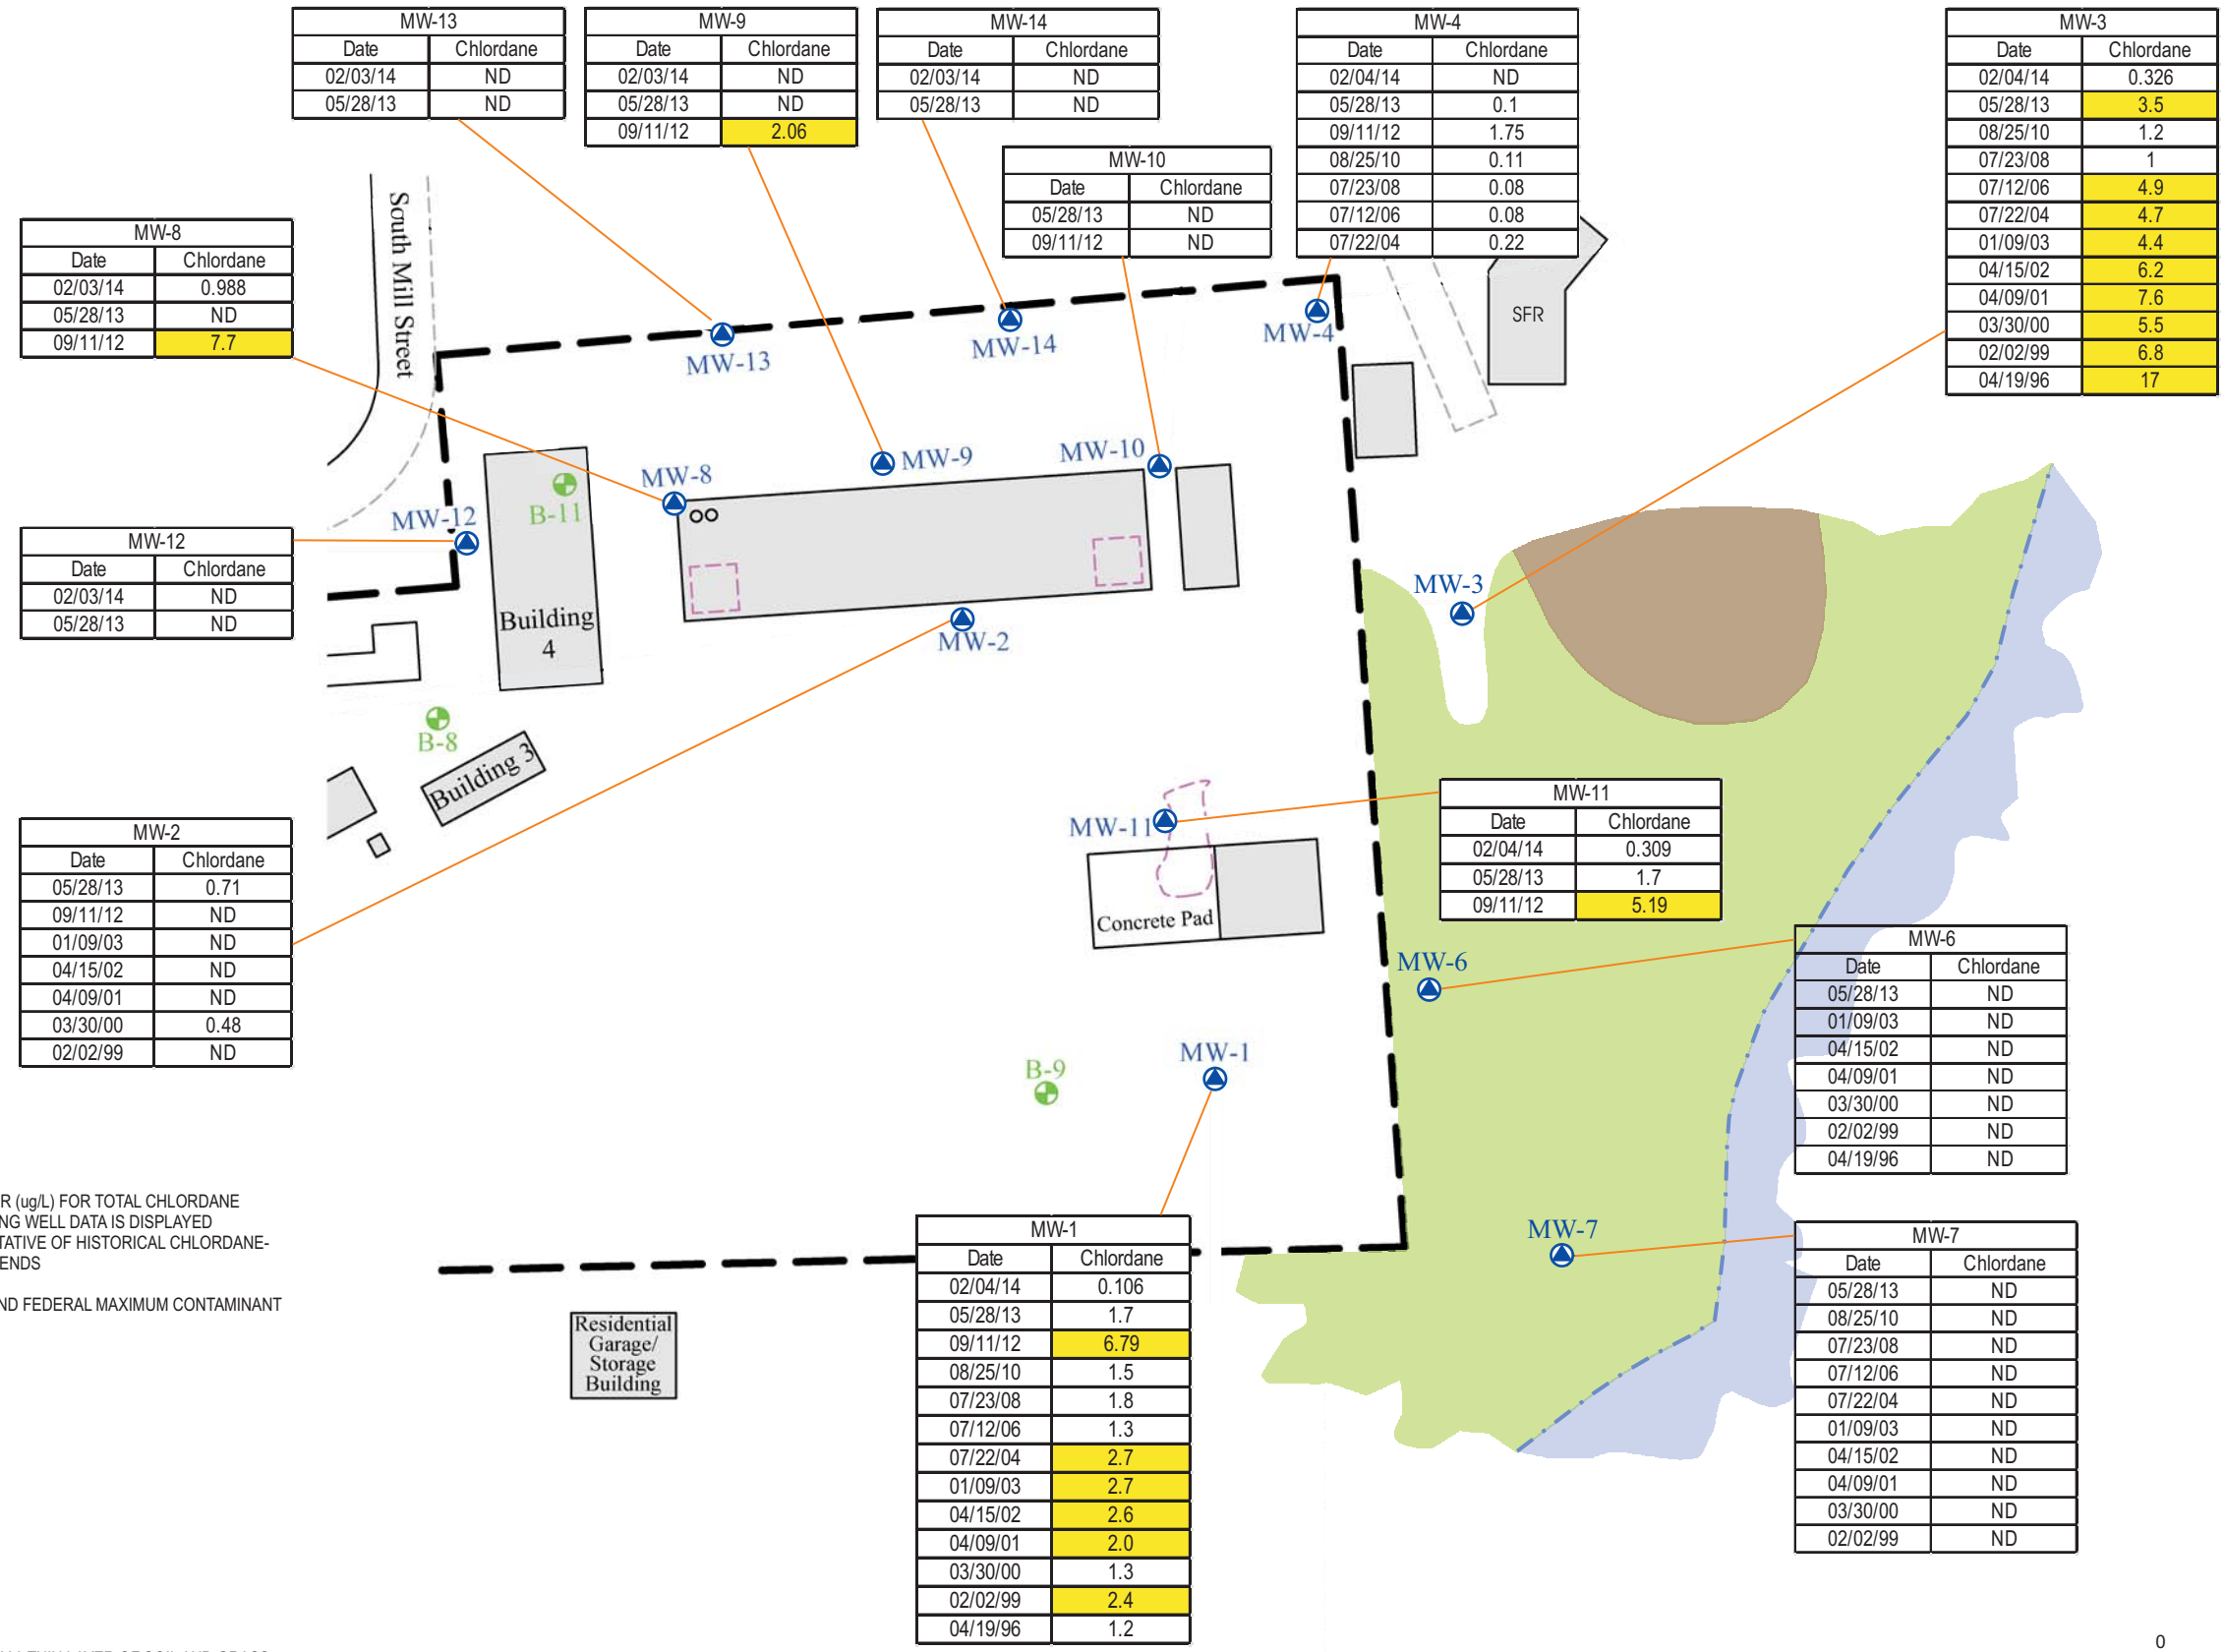 MW-13
Date Chlordane
02/03/14 ND
05/28/13 ND
MW-9
Date Chlordane
02/03/14 ND
05/28/13 ND
09/11/12 2.06
MW-14
Date Chlordane
02/03/14 ND
05/28/13 ND
MW-10
Date Chlordane
05/28/13 ND
09/11/12 ND
MW-4
Date Chlordane
02/04/14 ND
05/28/13 0.1
09/11/12 1.75
08/25/10 0.11
07/23/08 0.08
07/12/06 0.08
07/22/04 0.22
MW-3
Date Chlordane
02/04/14 0.326
05/28/13 3.5
08/25/10 1.2
07/23/08 1
07/12/06 4.9
07/22/04 4.7
01/09/03 4.4
04/15/02 6.2
04/09/01 7.6
03/30/00 5.5
02/02/99 6.8
04/19/96 17
MW-8
Date Chlordane
02/03/14 0.988
05/28/13 ND
09/11/12 7.7
South Mill Street
MW-13
MW-14
MW-4
SFR
MW-8
MW-9
MW-10
MW-12
B-11
MW-12
Date Chlordane
02/03/14 ND
05/28/13 ND
Building
4
MW-2
MW-3
B-8
Building 3
MW-2
Date Chlordane
05/28/13 0.71
09/11/12 ND
01/09/03 ND
04/15/02 ND
04/09/01 ND
03/30/00 0.48
02/02/99 ND
MW-11
Concrete Pad
MW-11
Date Chlordane
02/04/14 0.309
05/28/13 1.7
09/11/12 5.19
MW-6
MW-6
Date Chlordane
05/28/13 ND
01/09/03 ND
04/15/02 ND
04/09/01 ND
03/30/00 ND
02/02/99 ND
04/19/96 ND
B-9
MW-1
R (ug/L) FOR TOTAL CHLORDANE
NG WELL DATA IS DISPLAYED
TATIVE OF HISTORICAL CHLORDANE-
ENDS
ND FEDERAL MAXIMUM CONTAMINANT
Residential
Garage/
Storage
Building
MW-1
Date Chlordane
02/04/14 0.106
05/28/13 1.7
09/11/12 6.79
08/25/10 1.5
07/23/08 1.8
07/12/06 1.3
07/22/04 2.7
01/09/03 2.7
04/15/02 2.6
04/09/01 2.0
03/30/00 1.3
02/02/99 2.4
04/19/96 1.2
MW-7
MW-7
Date Chlordane
05/28/13 ND
08/25/10 ND
07/23/08 ND
07/12/06 ND
07/22/04 ND
01/09/03 ND
04/15/02 ND
04/09/01 ND
03/30/00 ND
02/02/99 ND
0